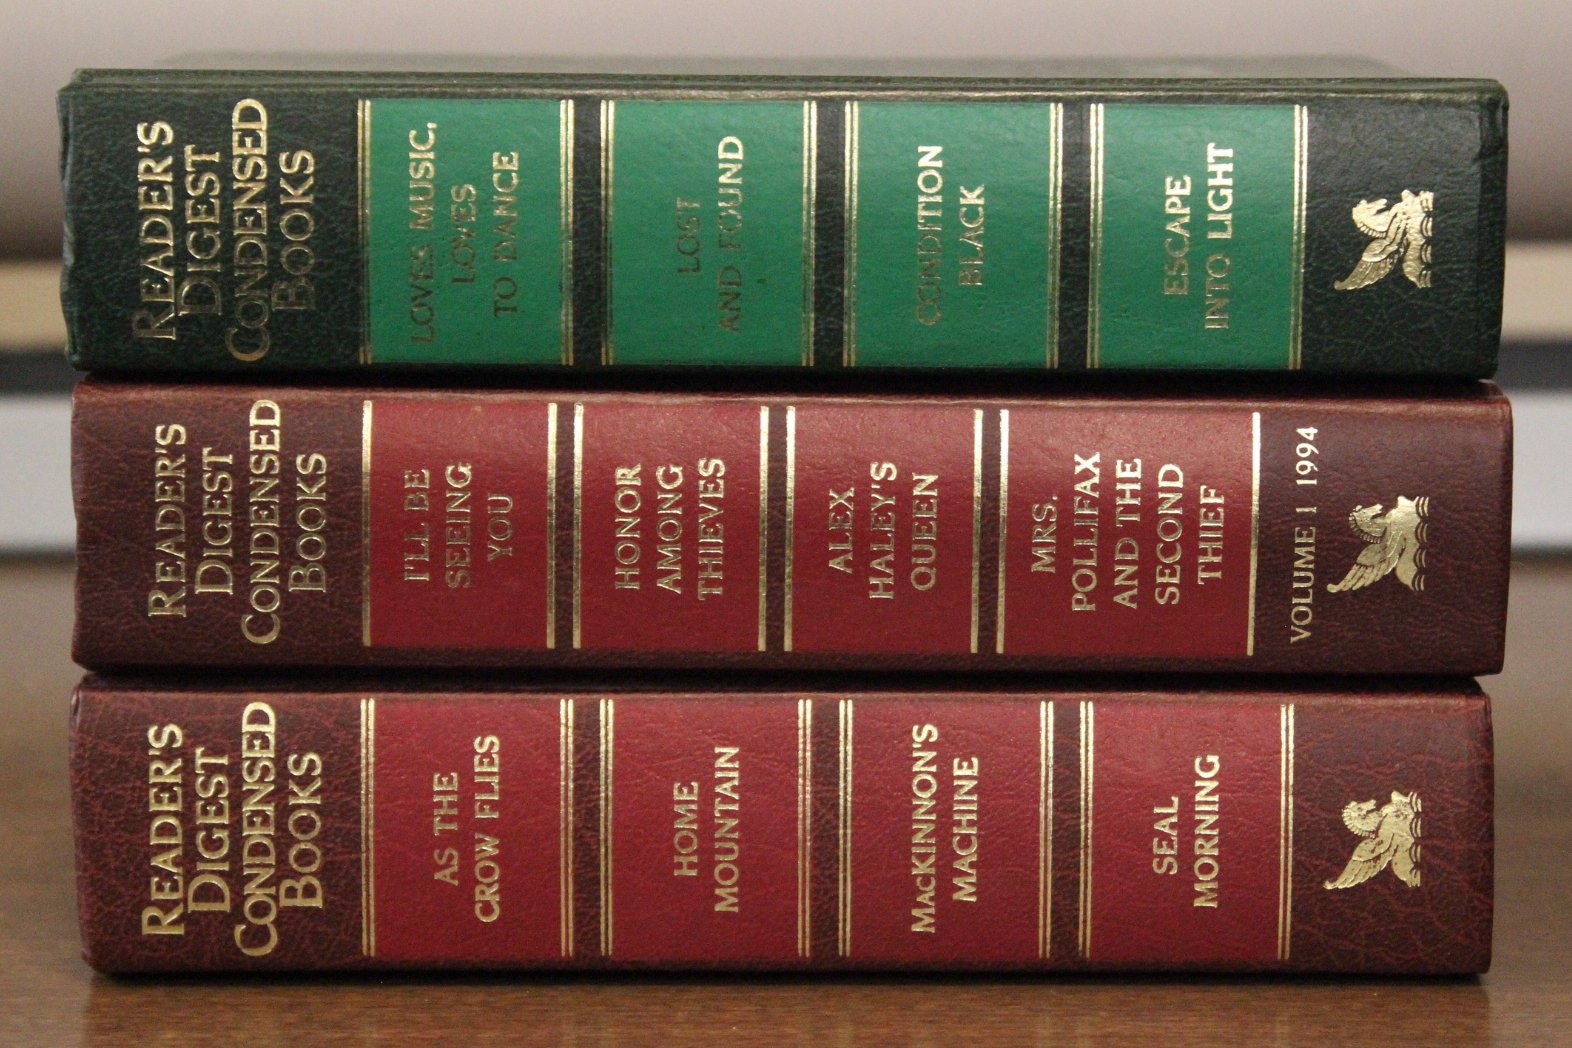 READER'S
DIGEST
CONDENSED
BOOKS
LOVES MUSIC,
LOVES
TO DANCE
LOST
AND FOUND
CONDITION
BLACK
ESCAPE
INTO LIGHT
READER'S
DIGEST
CONDENSED
BOOKS
I'LL BE
SEEING
YOU
HONOR
AMONG
THIEVES
ALEX
HALEY'S
QUEEN
MRS.
POLLIFAX
AND THE
SECOND
THIEF
VOLUME 1 1994
READER'S
DIGEST
CONDENSED
BOOKS
AS THE
CROW FLIES
HOME
MOUNTAIN
MACKINNON'S
MACHINE
SEAL
MORNING